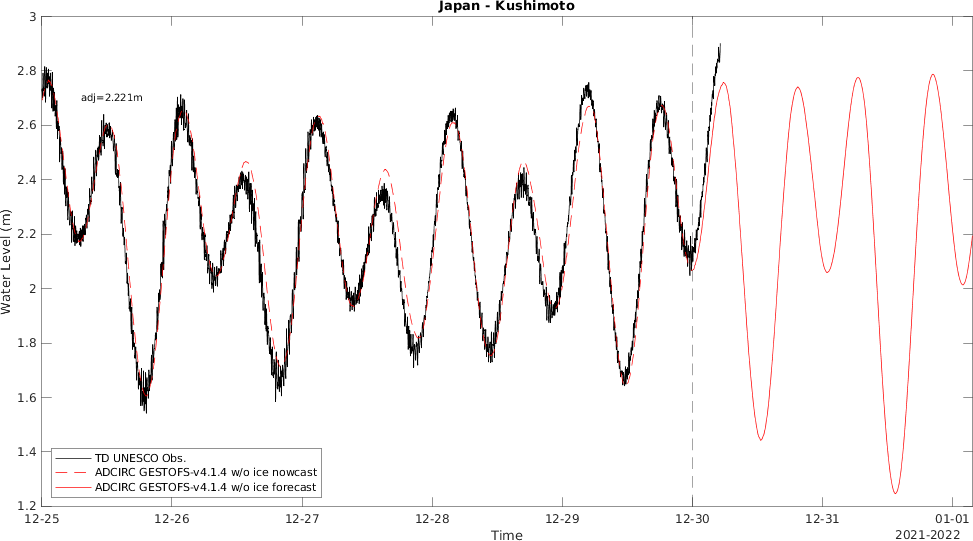 Japan - Kushimoto
3
2.8
adj=2.221m
2.6
2.4
2.2
2
1.8
1.6
1.4
1.2
Water Level (m)
TD UNESCO Obs.
ADCIRC GESTOFS-v4.1.4 w/o ice nowcast
ADCIRC GESTOFS-v4.1.4 w/o ice forecast
12-25 12-26 12-27 12-28 12-29 12-30 12-31 01-01
Time
2021-2022